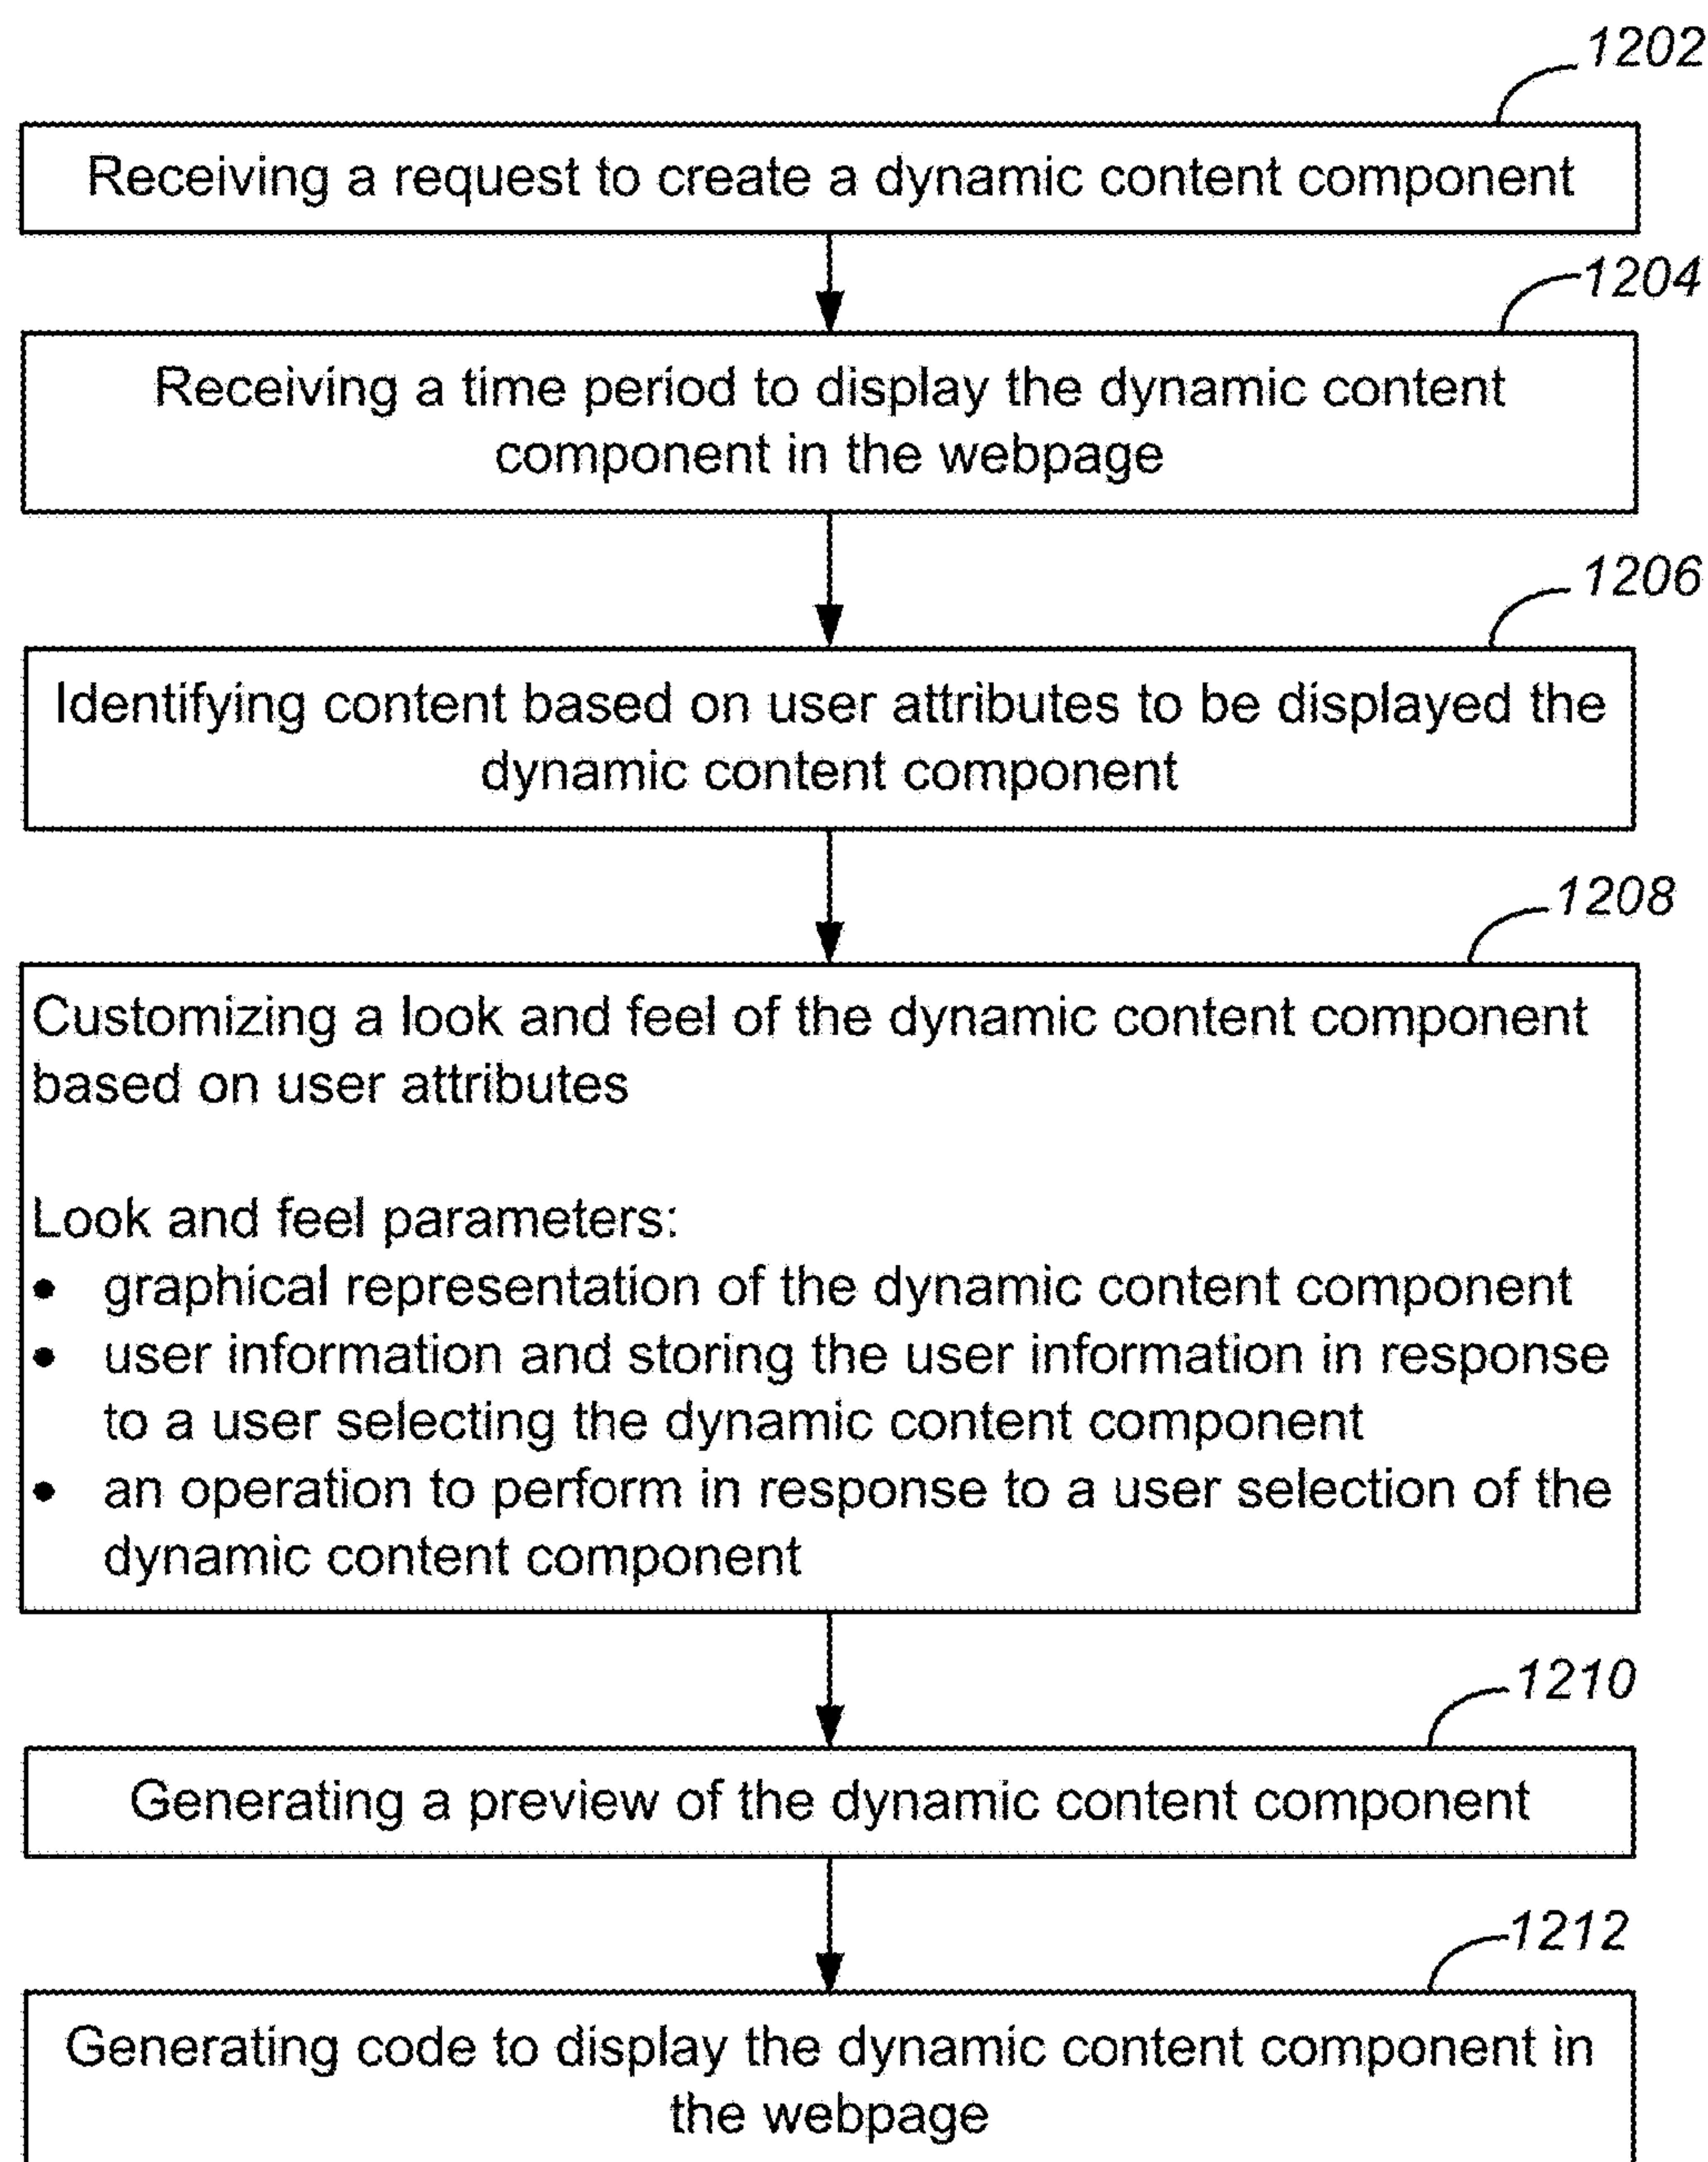 1202
Receiving a request to create a dynamic content component
1204
Receiving a time period to display the dynamic content
component in the webpage
1206
Identifying content based on user attributes to be displayed the
dynamic content component
1208
Customizing a look and feel of the dynamic content component
based on user attributes
Look and feel parameters:
• graphical representation of the dynamic content component
• user information and storing the user information in response
to a user selecting the dynamic content component
• an operation to perform in response to a user selection of the
dynamic content component
1210
Generating a preview of the dynamic content component
1212
Generating code to display the dynamic content component in
the webpage